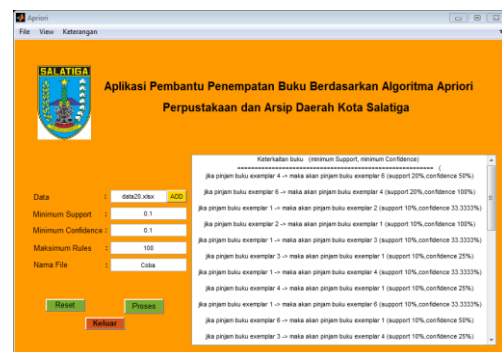 Apriori
File View Keterangan
SALATIGA
Aplikasi Pembantu Penempatan Buku Berdasarkan Algoritma Apriori
Perpustakaan dan Arsip Daerah Kota Salatiga
Data : data20.xlsx ADD
Minimum Support : 0.1
Minimum Confidence : 0.1
Maksimum Rules : 100
Nama File : Coba
Reset Proses
Keluar
Keterkaitan buku (minimum Support, minimum Confidence)
================================================== (
jika pinjam buku exemplar 4 -> maka akan pinjam buku exemplar 6 (support 20%,confidence 50%)
jika pinjam buku exemplar 6 -> maka akan pinjam buku exemplar 4 (support 20%,confidence 100%)
jika pinjam buku exemplar 1 -> maka akan pinjam buku exemplar 2 (support 10%,confidence 33.3333%)
jika pinjam buku exemplar 2 -> maka akan pinjam buku exemplar 1 (support 10%,confidence 100%)
jika pinjam buku exemplar 1 -> maka akan pinjam buku exemplar 3 (support 10%,confidence 33.3333%)
jika pinjam buku exemplar 3 -> maka akan pinjam buku exemplar 1 (support 10%,confidence 25%)
jika pinjam buku exemplar 1 -> maka akan pinjam buku exemplar 4 (support 10%,confidence 33.3333%)
jika pinjam buku exemplar 4 -> maka akan pinjam buku exemplar 1 (support 10%,confidence 25%)
jika pinjam buku exemplar 1 -> maka akan pinjam buku exemplar 6 (support 10%,confidence 33.3333%)
jika pinjam buku exemplar 6 -> maka akan pinjam buku exemplar 1 (support 10%,confidence 50%)
jika pinjam buku exemplar 3 -> maka akan pinjam buku exemplar 4 (support 10%,confidence 25%)